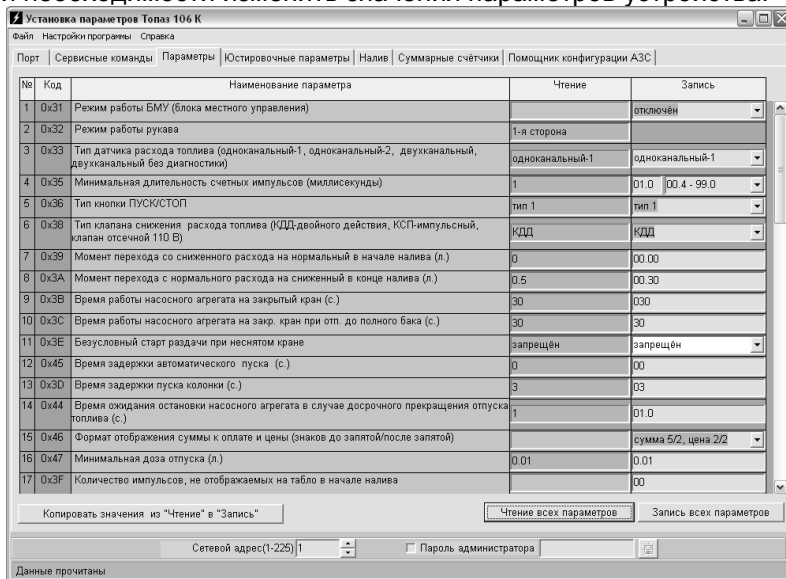 и необходимости изменить значения параметров устройства.
Установка параметров Топаз 106 К
Файл Настройки программы Справка
Порт Сервисные команды Параметры Юстировочные параметры Налив Суммарные счётчики Помощник конфигурации АЗС
№ Код Наименование параметра Чтение Запись
1 0x31 Режим работы БМУ (блока местного управления) отключён
2 0x32 Режим работы рукава 1-я сторона
3 0x33 Тип датчика расхода топлива (одноканальный-1, одноканальный-2, двухканальный, двухканальный без диагностики) одноканальный-1 одноканальный-1
4 0x35 Минимальная длительность счетных импульсов (миллисекунды) 1 01.0 00.4 - 99.0
5 0x36 Тип кнопки ПУСК/СТОП тип 1 тип 1
6 0x38 Тип клапана снижения расхода топлива (КДД-двойного действия, КСП-импульсный, клапан отсечной 110 В) КДД КДД
7 0x39 Момент перехода со сниженного расхода на нормальный в начале налива (л.) 0 00.00
8 0x3A Момент перехода с нормального расхода на сниженный в конце налива (л.) 0.5 00.30
9 0x3B Время работы насосного агрегата на закрытый кран (с.) 30 030
10 0x3C Время работы насосного агрегата на закр. кран при отп. до полного бака (с.) 30 30
11 0x3E Безусловный старт раздачи при неснятом кране запрещён запрещён
12 0x45 Время задержки автоматического пуска (с.) 0 00
13 0x3D Время задержки пуска колонки (с.) 3 03
14 0x44 Время ожидания остановки насосного агрегата в случае досрочного прекращения отпуска топлива (с.) 1 01.0
15 0x46 Формат отображения суммы к оплате и цены (знаков до запятой/после запятой) сумма 5/2, цена 2/2
16 0x47 Минимальная доза отпуска (л.) 0.01 0.01
17 0x3F Количество импульсов, не отображаемых на табло в начале налива 00
Копировать значения из "Чтение" в "Запись" Чтение всех параметров Запись всех параметров
Сетевой адрес(1-225) 1 Пароль администратора
Данные прочитаны